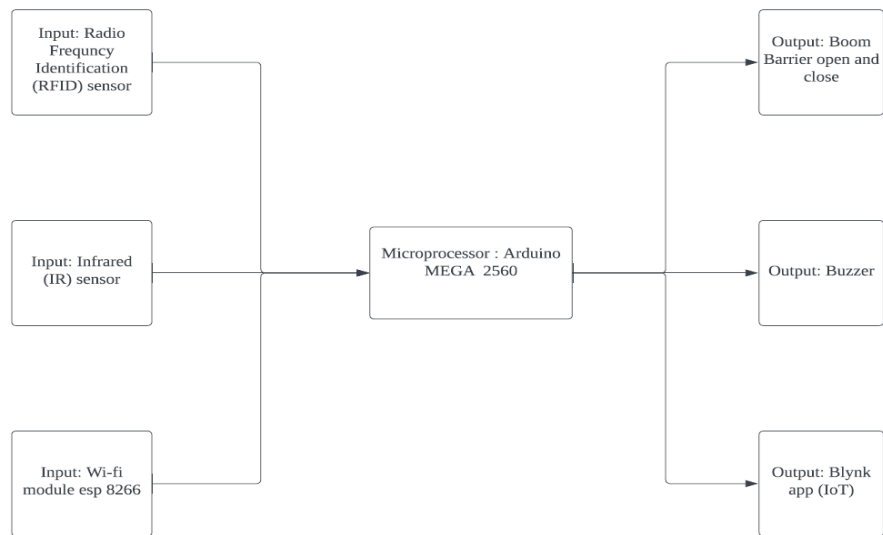 Input: Radio
Frequncy
Identification
(RFID) sensor
Input: Infrared
(IR) sensor
Input: Wi-fi
module esp 8266
Microprocessor : Arduino
MEGA 2560
Output: Boom
Barrier open and
close
Output: Buzzer
Output: Blynk
app (IoT)